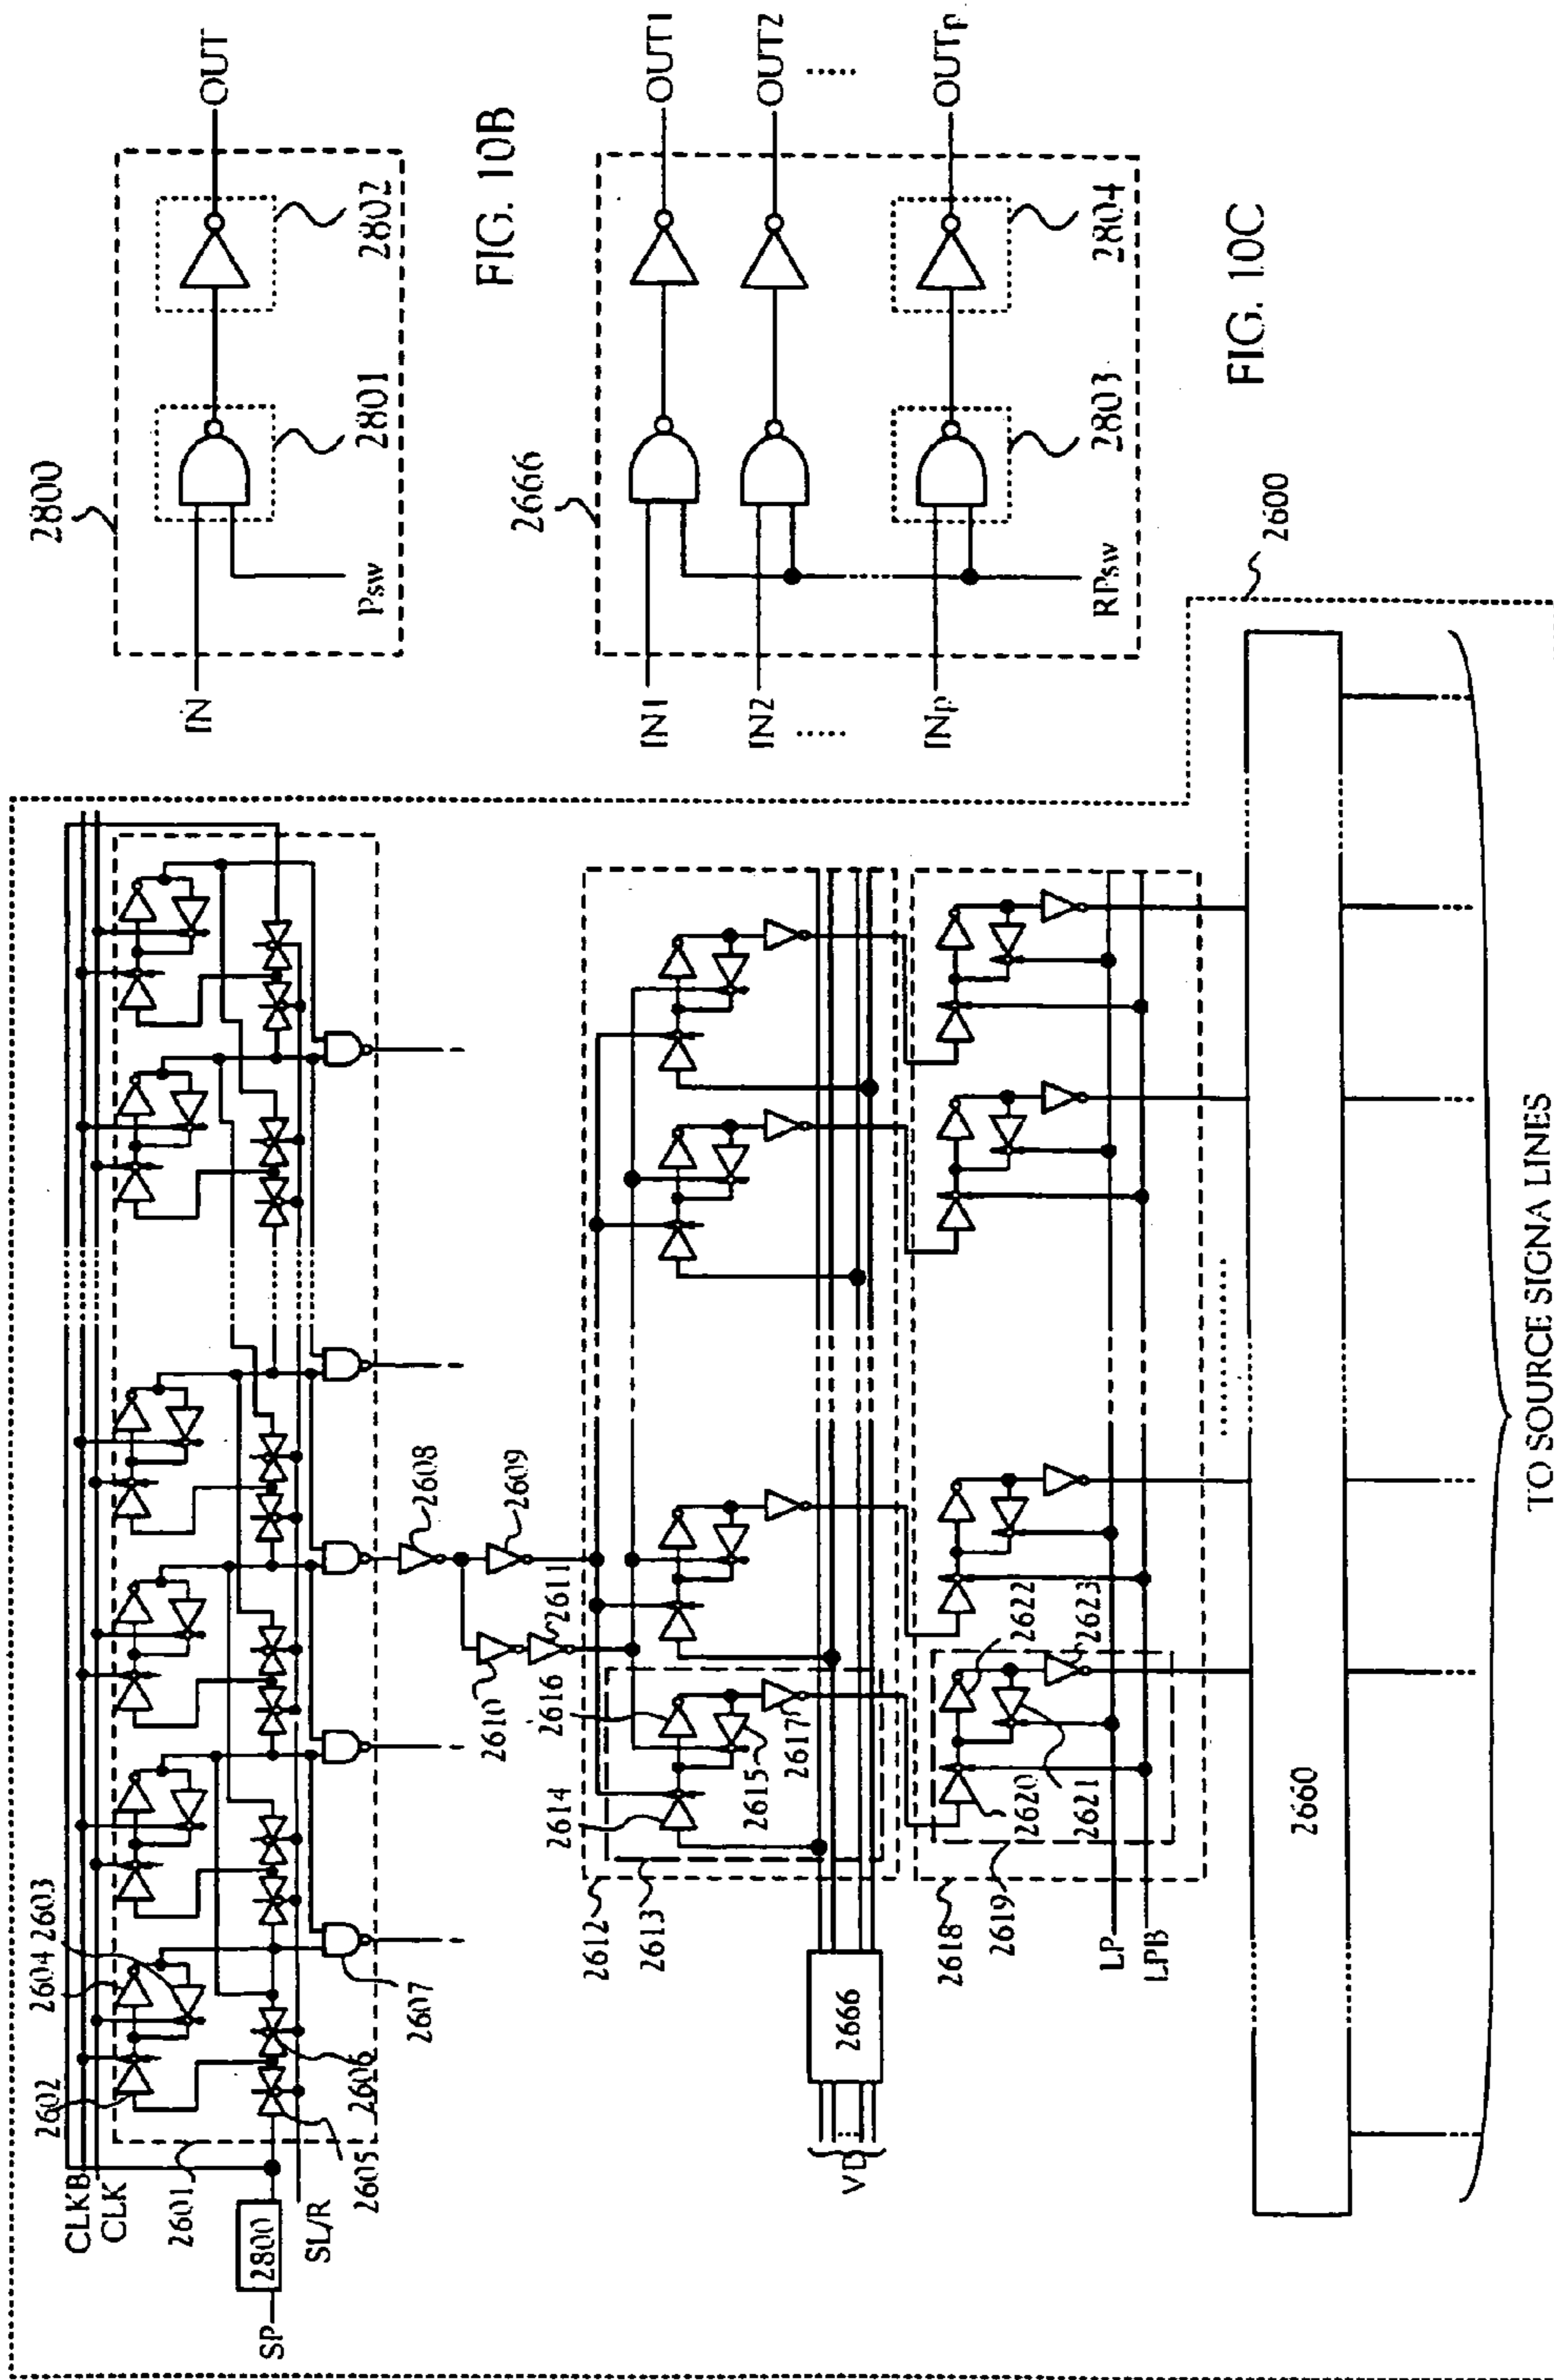 CLKB
CLK
2601
SP
2800
SL/R
2605
2602
2604
2603
2606
2607
2608
2609
2610
2611
2616
2614
2615
2617
2612
2613
2666
VD
2622
2623
2620
2621
2618
2619
LP
LPB
2660
2600
TO SOURCE SIGNA LINES
2800
IN
Psw
2801
2802
OUT
FIG. 10B
2666
IN1
IN2
INp
RPsw
2803
2804
OUT1
OUT2
OUTp
FIG. 10C